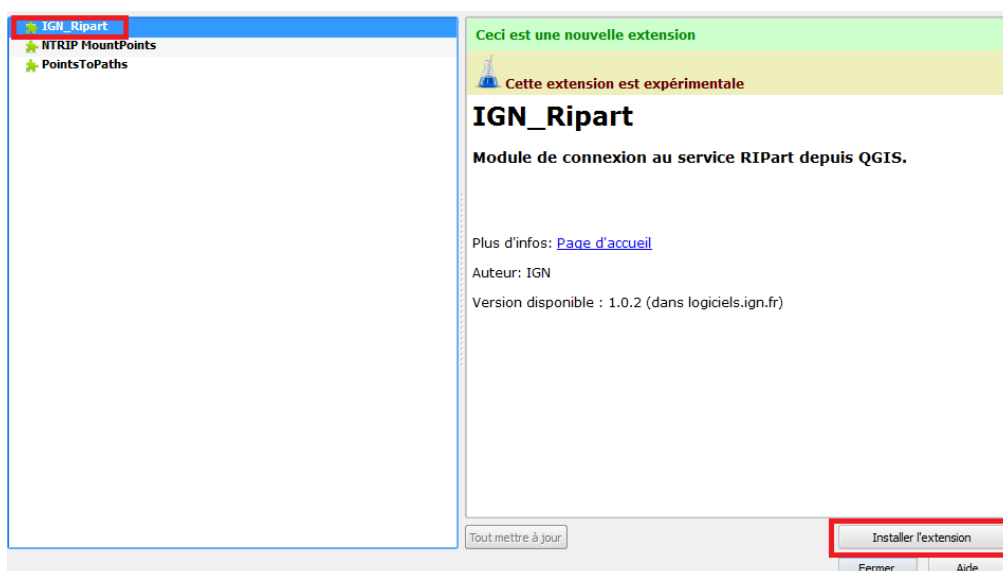 IGN_Ripart
NTRIP MountPoints
PointsToPaths
Ceci est une nouvelle extension
Cette extension est expérimentale
IGN_Ripart
Module de connexion au service RIPart depuis QGIS.
Plus d'infos: Page d'accueil
Auteur: IGN
Version disponible : 1.0.2 (dans logiciels.ign.fr)
Tout mettre à jour
Installer l'extension
Fermer
Aide